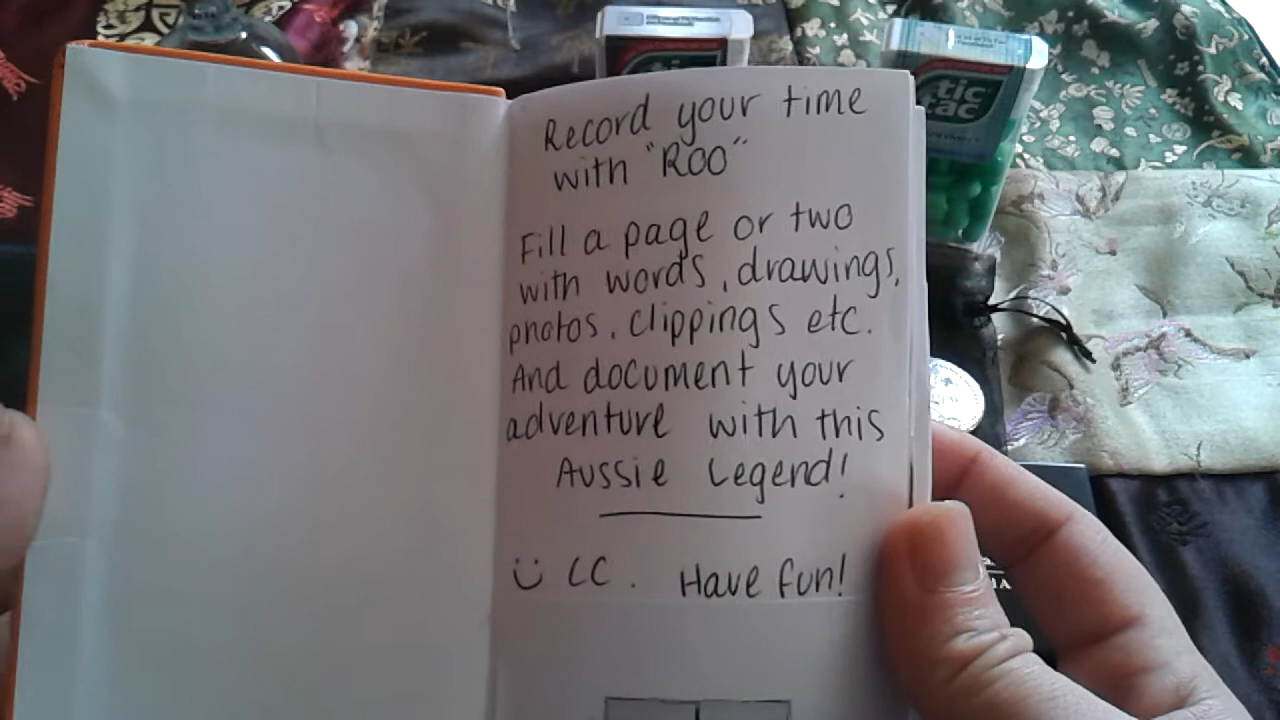 Record your time
with "ROO"
Fill a page or two
with words, drawings,
photos, clippings etc.
And document your
adventure with this
Aussie Legend!
Ü CC. Have fun!
tic
tac